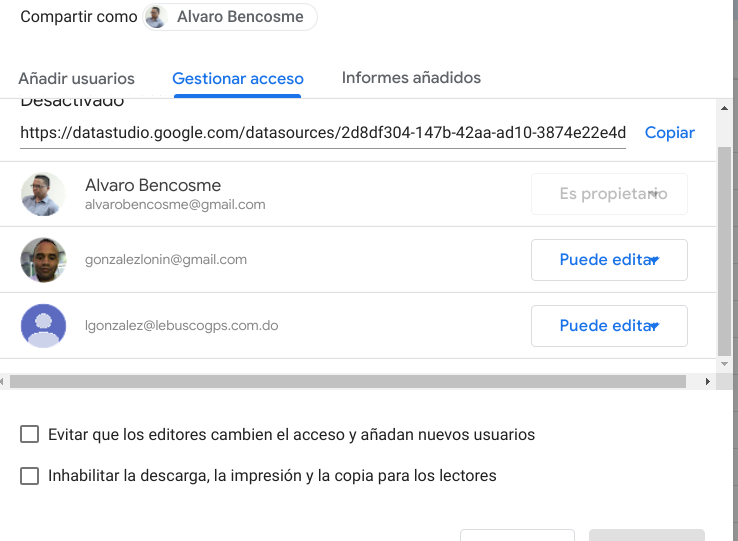 Compartir como Alvaro Bencosme
Añadir usuarios Gestionar acceso Informes añadidos
Desactivado
https://datastudio.google.com/datasources/2d8df304-147b-42aa-ad10-3874e22e4d Copiar
Alvaro Bencosme
alvarobencosme@gmail.com
Es propietario
gonzalezlonin@gmail.com
Puede editar
lgonzalez@lebuscogps.com.do
Puede editar
Evitar que los editores cambien el acceso y añadan nuevos usuarios
Inhabilitar la descarga, la impresión y la copia para los lectores